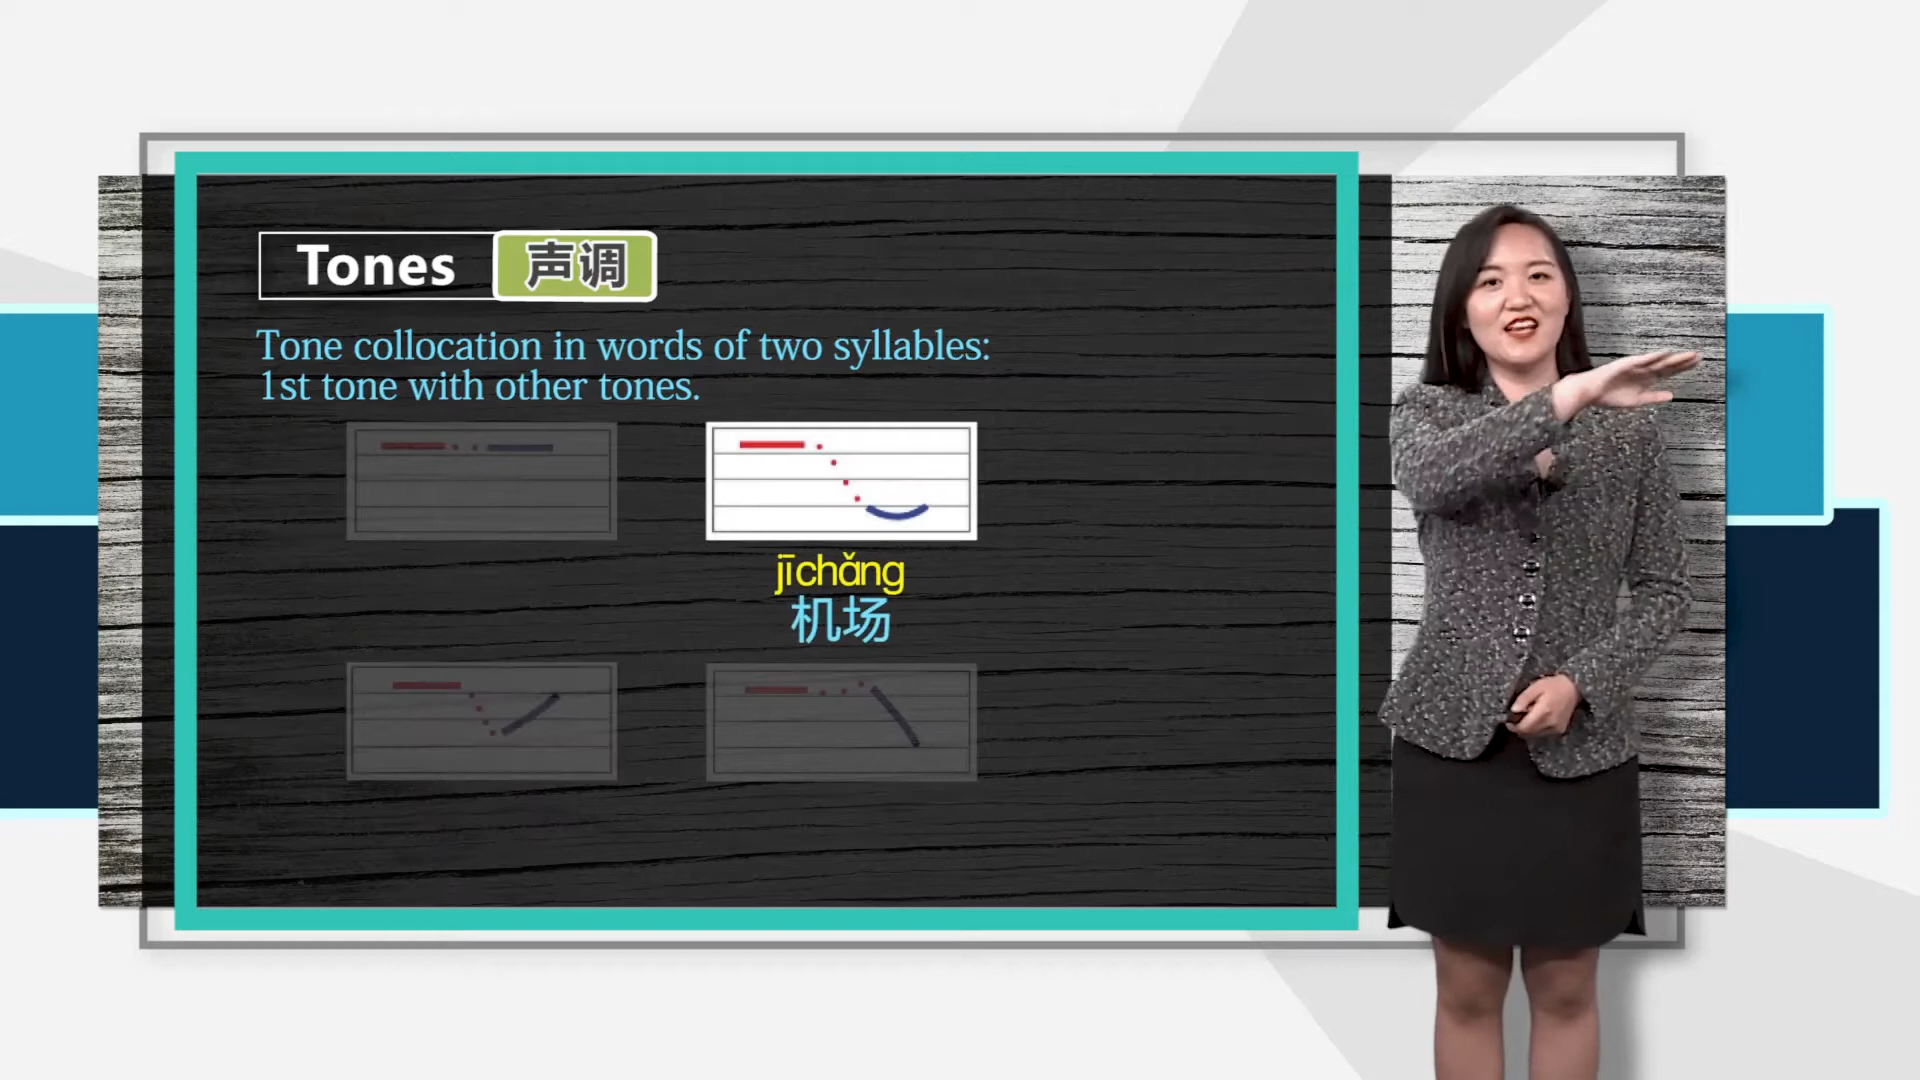 Tones 声调
Tone collocation in words of two syllables:
1st tone with other tones.
jīchǎng
机场